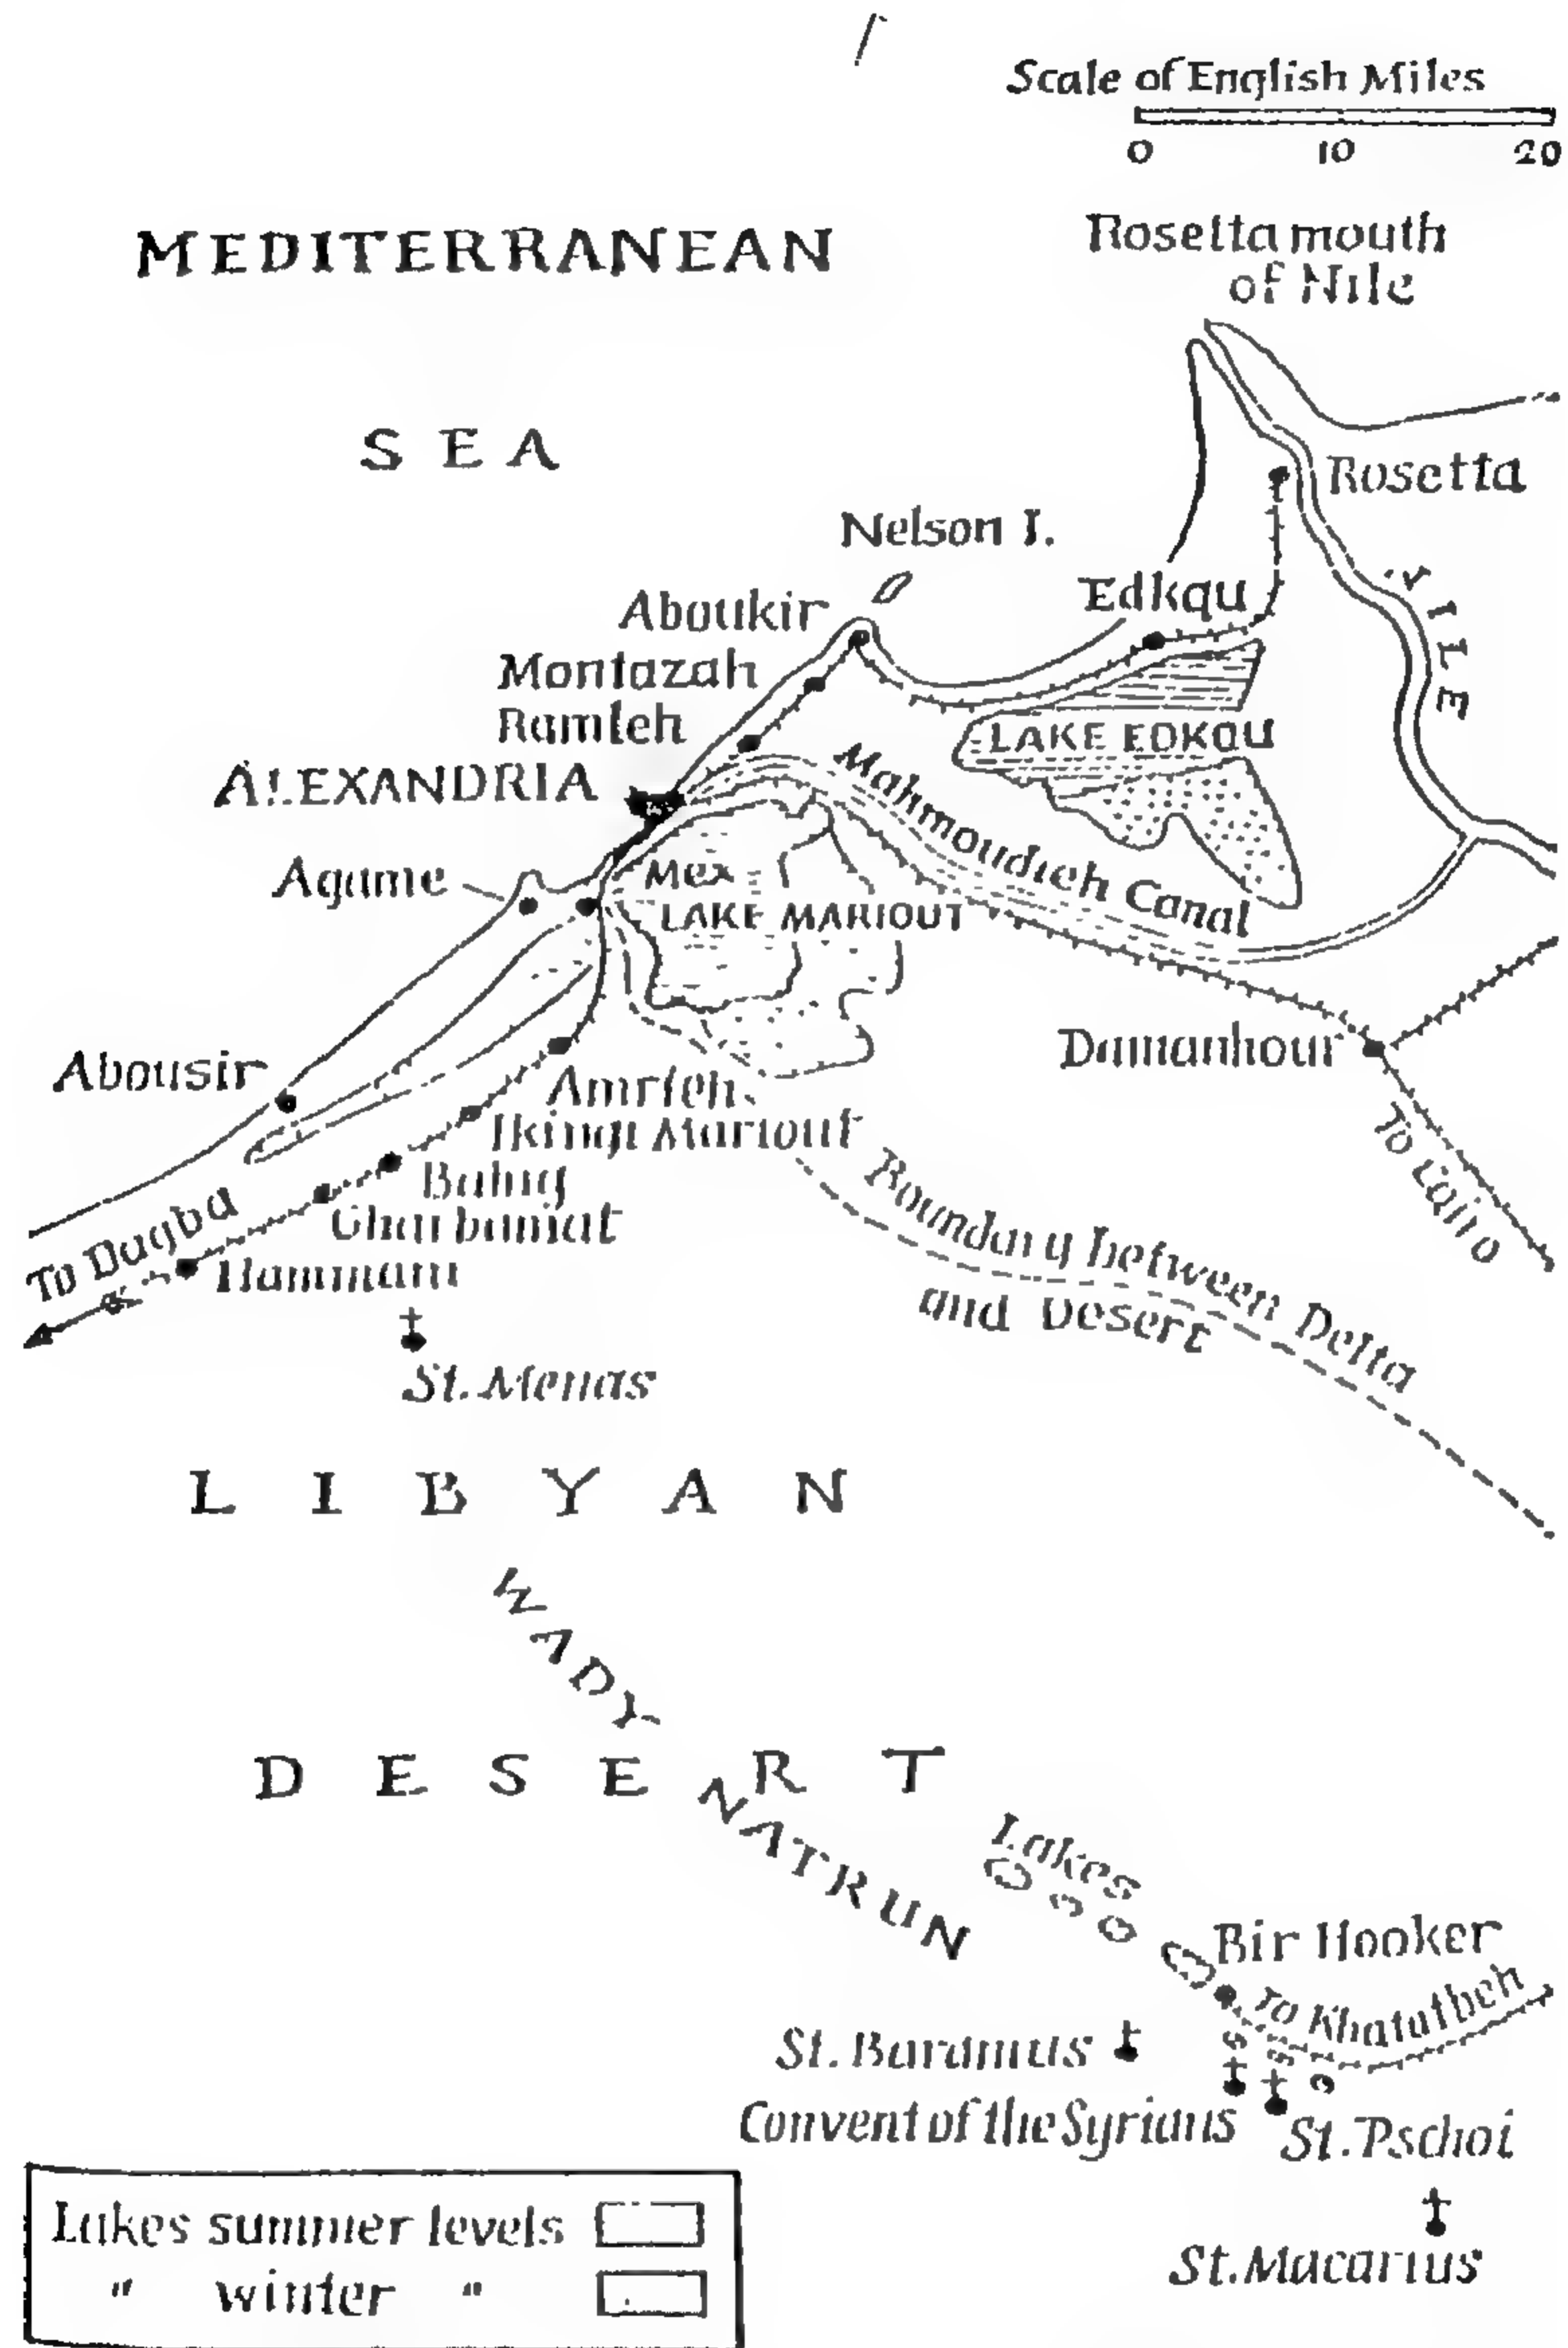 Scale of English Miles
0 10 20
MEDITERRANEAN
SEA
Rosetta mouth
of Nile
Rosetta
Nelson I.
NILE
Aboukir
Edkqu
Montazah
Ramleh
LAKE EDKOU
ALEXANDRIA
Mahmoudieh Canal
Agame
Mex
LAKE MARIOUT
Damanhour
Abousir
Amrieh
Ikingi Mariout
To Cairo
Bahig
Gharbaniat
To Dagba
Hammam
Boundary between Delta
and Desert
St. Menas
LIBYAN
DESERT
WADY
NATRUN
Lakes
Bir Hooker
To Khatatbeh
St. Baramus
Convent of the Syrians
St. Pschoi
St. Macarius
Lakes summer levels
" winter "